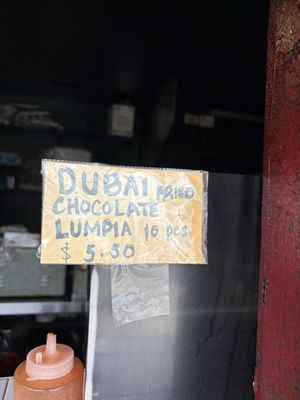 DUBAI FRIED
CHOCOLATE
LUMPIA 10 pcs.
$ 5.50